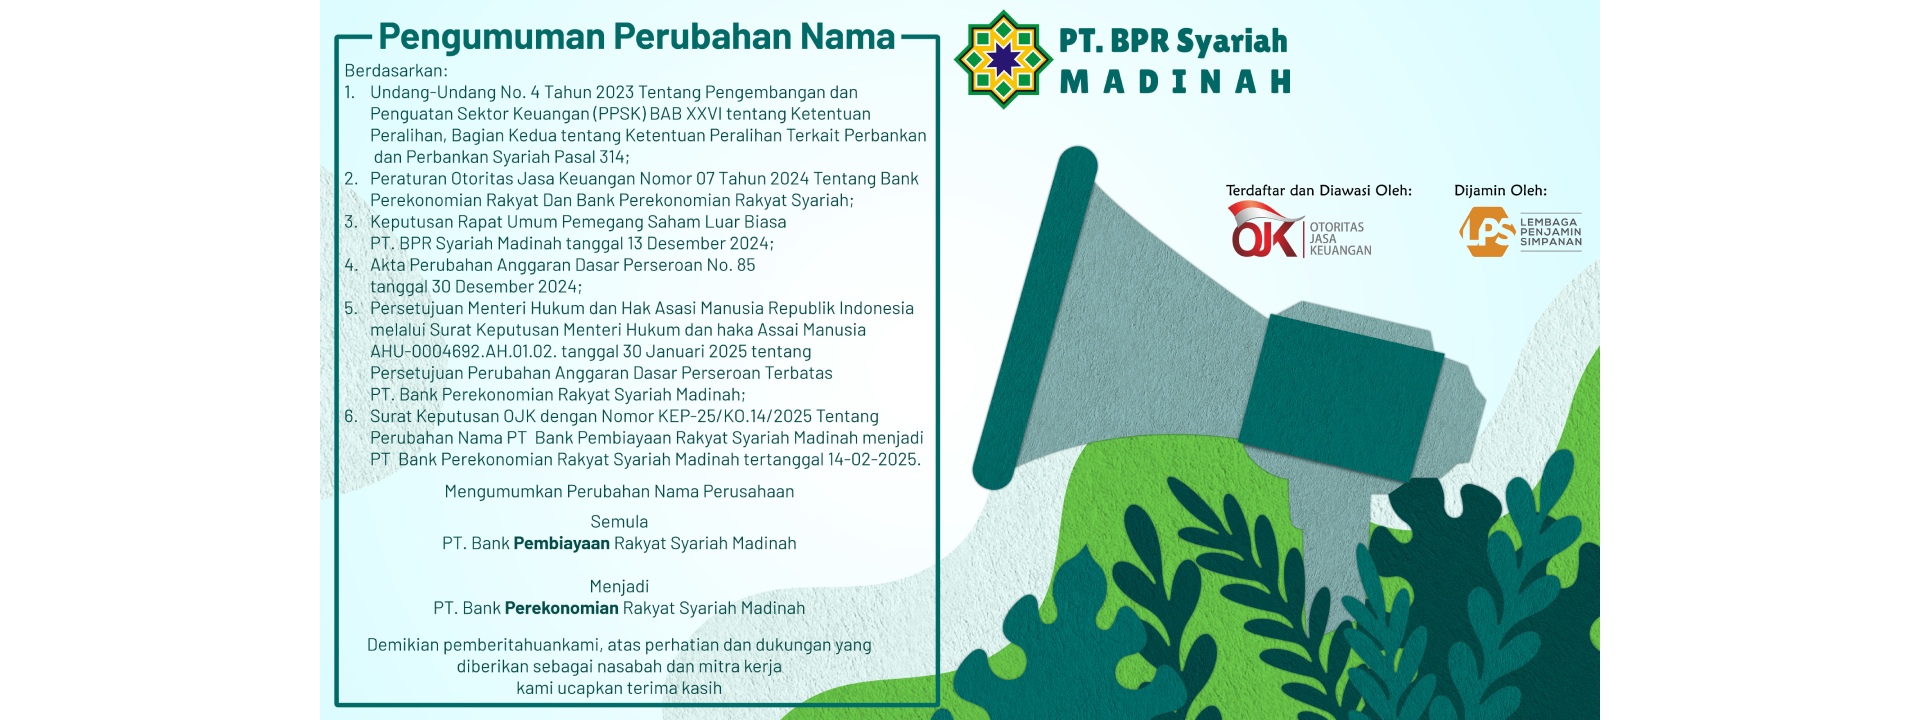 Pengumuman Perubahan Nama
Berdasarkan:
1. Undang-Undang No. 4 Tahun 2023 Tentang Pengembangan dan
Penguatan Sektor Keuangan (PPSK) BAB XXVI tentang Ketentuan
Peralihan, Bagian Kedua tentang Ketentuan Peralihan Terkait Perbankan
dan Perbankan Syariah Pasal 314;
2. Peraturan Otoritas Jasa Keuangan Nomor 07 Tahun 2024 Tentang Bank
Perekonomian Rakyat Dan Bank Perekonomian Rakyat Syariah;
3. Keputusan Rapat Umum Pemegang Saham Luar Biasa
PT. BPR Syariah Madinah tanggal 13 Desember 2024;
4. Akta Perubahan Anggaran Dasar Perseroan No. 85
tanggal 30 Desember 2024;
5. Persetujuan Menteri Hukum dan Hak Asasi Manusia Republik Indonesia
melalui Surat Keputusan Menteri Hukum dan haka Assai Manusia
AHU-0004692.AH.01.02. tanggal 30 Januari 2025 tentang
Persetujuan Perubahan Anggaran Dasar Perseroan Terbatas
PT. Bank Perekonomian Rakyat Syariah Madinah;
6. Surat Keputusan OJK dengan Nomor KEP-25/KO.14/2025 Tentang
Perubahan Nama PT Bank Pembiayaan Rakyat Syariah Madinah menjadi
PT Bank Perekonomian Rakyat Syariah Madinah tertanggal 14-02-2025.
Mengumumkan Perubahan Nama Perusahaan
Semula
PT. Bank Pembiayaan Rakyat Syariah Madinah
Menjadi
PT. Bank Perekonomian Rakyat Syariah Madinah
Demikian pemberitahuankami, atas perhatian dan dukungan yang
diberikan sebagai nasabah dan mitra kerja
kami ucapkan terima kasih
PT. BPR Syariah
MADINAH
Terdaftar dan Diawasi Oleh:
OJK
OTORITAS
JASA
KEUANGAN
Dijamin Oleh:
LPS
LEMBAGA
PENJAMIN
SIMPANAN